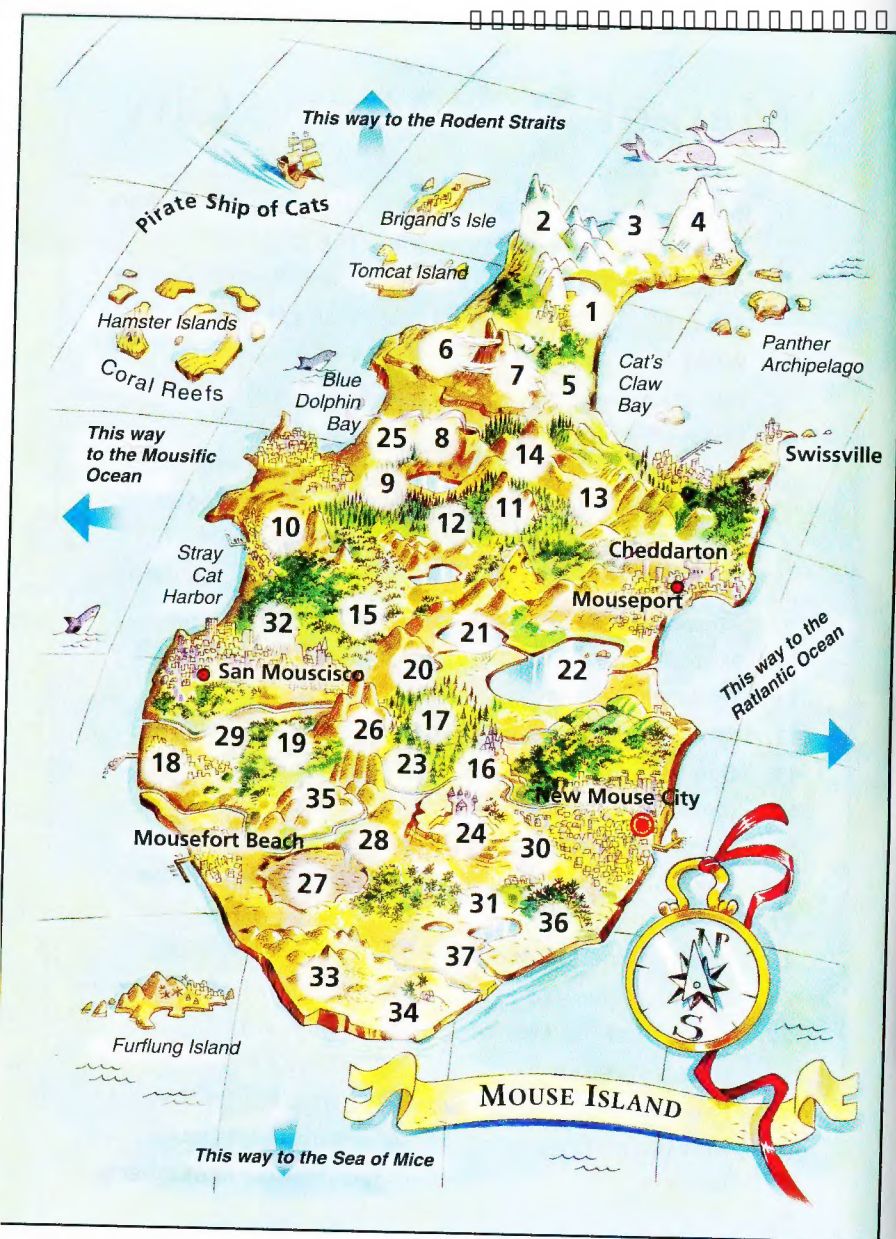 This way to the Rodent Straits
Pirate Ship of Cats
Brigand's Isle
2
3
4
Tomcat Island
1
Hamster Islands
Coral Reefs
6
7
5
Cat's
Claw
Bay
Panther
Archipelago
Blue
Dolphin
Bay
This way
to the Mousific
Ocean
25
8
14
Swissville
9
13
10
12
11
Stray
Cat
Harbor
Cheddarton
Mouseport
32
15
21
This way to the
Ratlantic Ocean
San Mouscisco
20
22
17
29
19
26
18
23
16
35
New Mouse City
Mousefort Beach
28
24
30
27
31
36
37
33
34
N
S
Furflung Island
MOUSE ISLAND
This way to the Sea of Mice